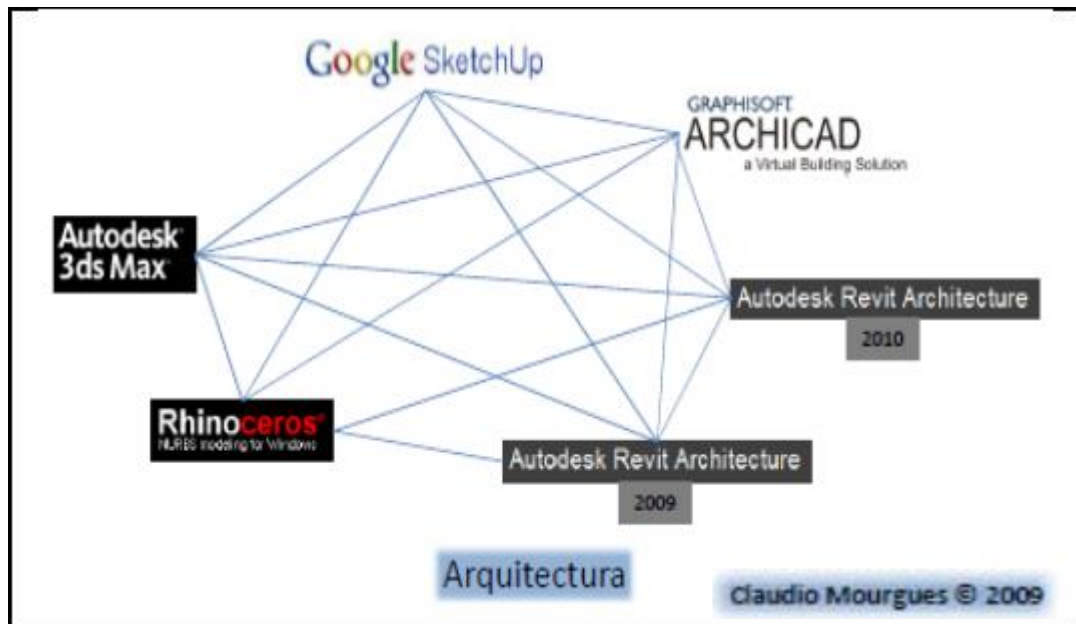 Google SketchUp
GRAPHISOFT
ARCHICAD
a Virtual Building Solution
Autodesk
3ds Max
Autodesk Revit Architecture
2010
Rhinoceros®
NURBS modeling for Windows
Autodesk Revit Architecture
2009
Arquitectura
Claudio Mourgues © 2009